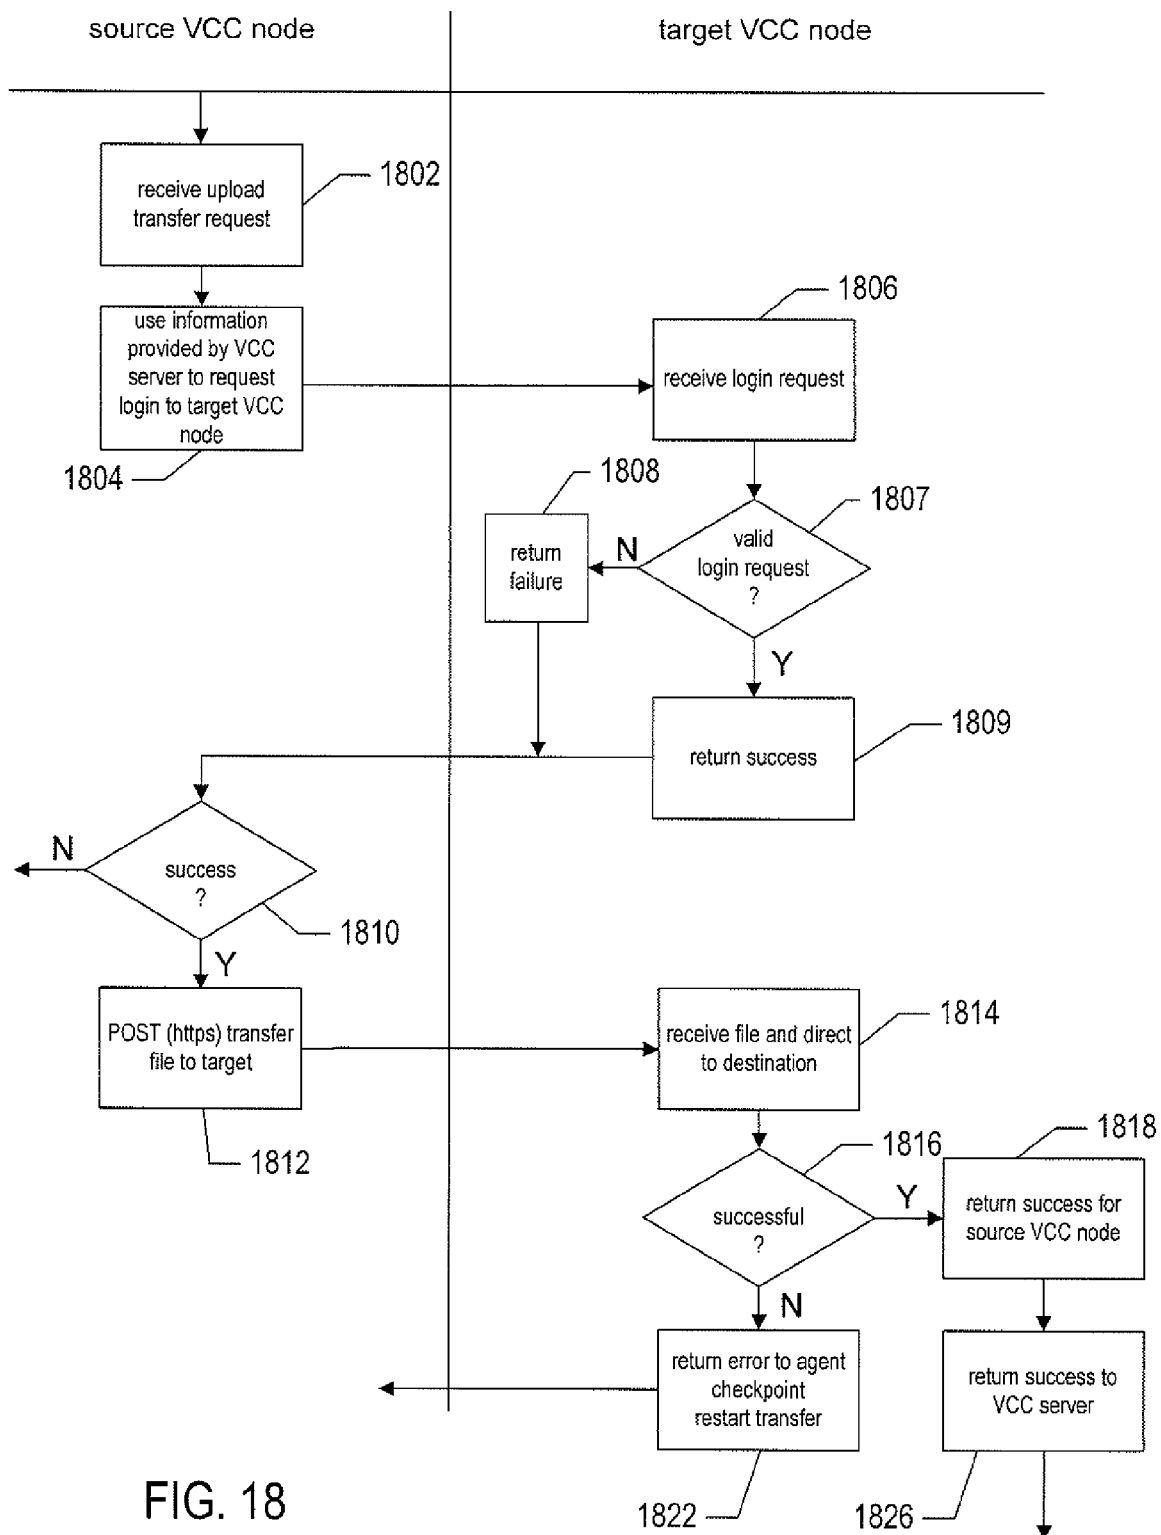 source VCC node
target VCC node
receive upload
transfer request
1802
use information
provided by VCC
server to request
login to target VCC
node
1804
1806
receive login request
1807
valid
login request
?
N
1808
return
failure
Y
1809
return success
success
?
N
1810
Y
POST (https) transfer
file to target
1812
1814
receive file and direct
to destination
1816
successful
?
Y
1818
return success for
source VCC node
N
return error to agent
checkpoint
restart transfer
1822
return success to
VCC server
1826
FIG. 18